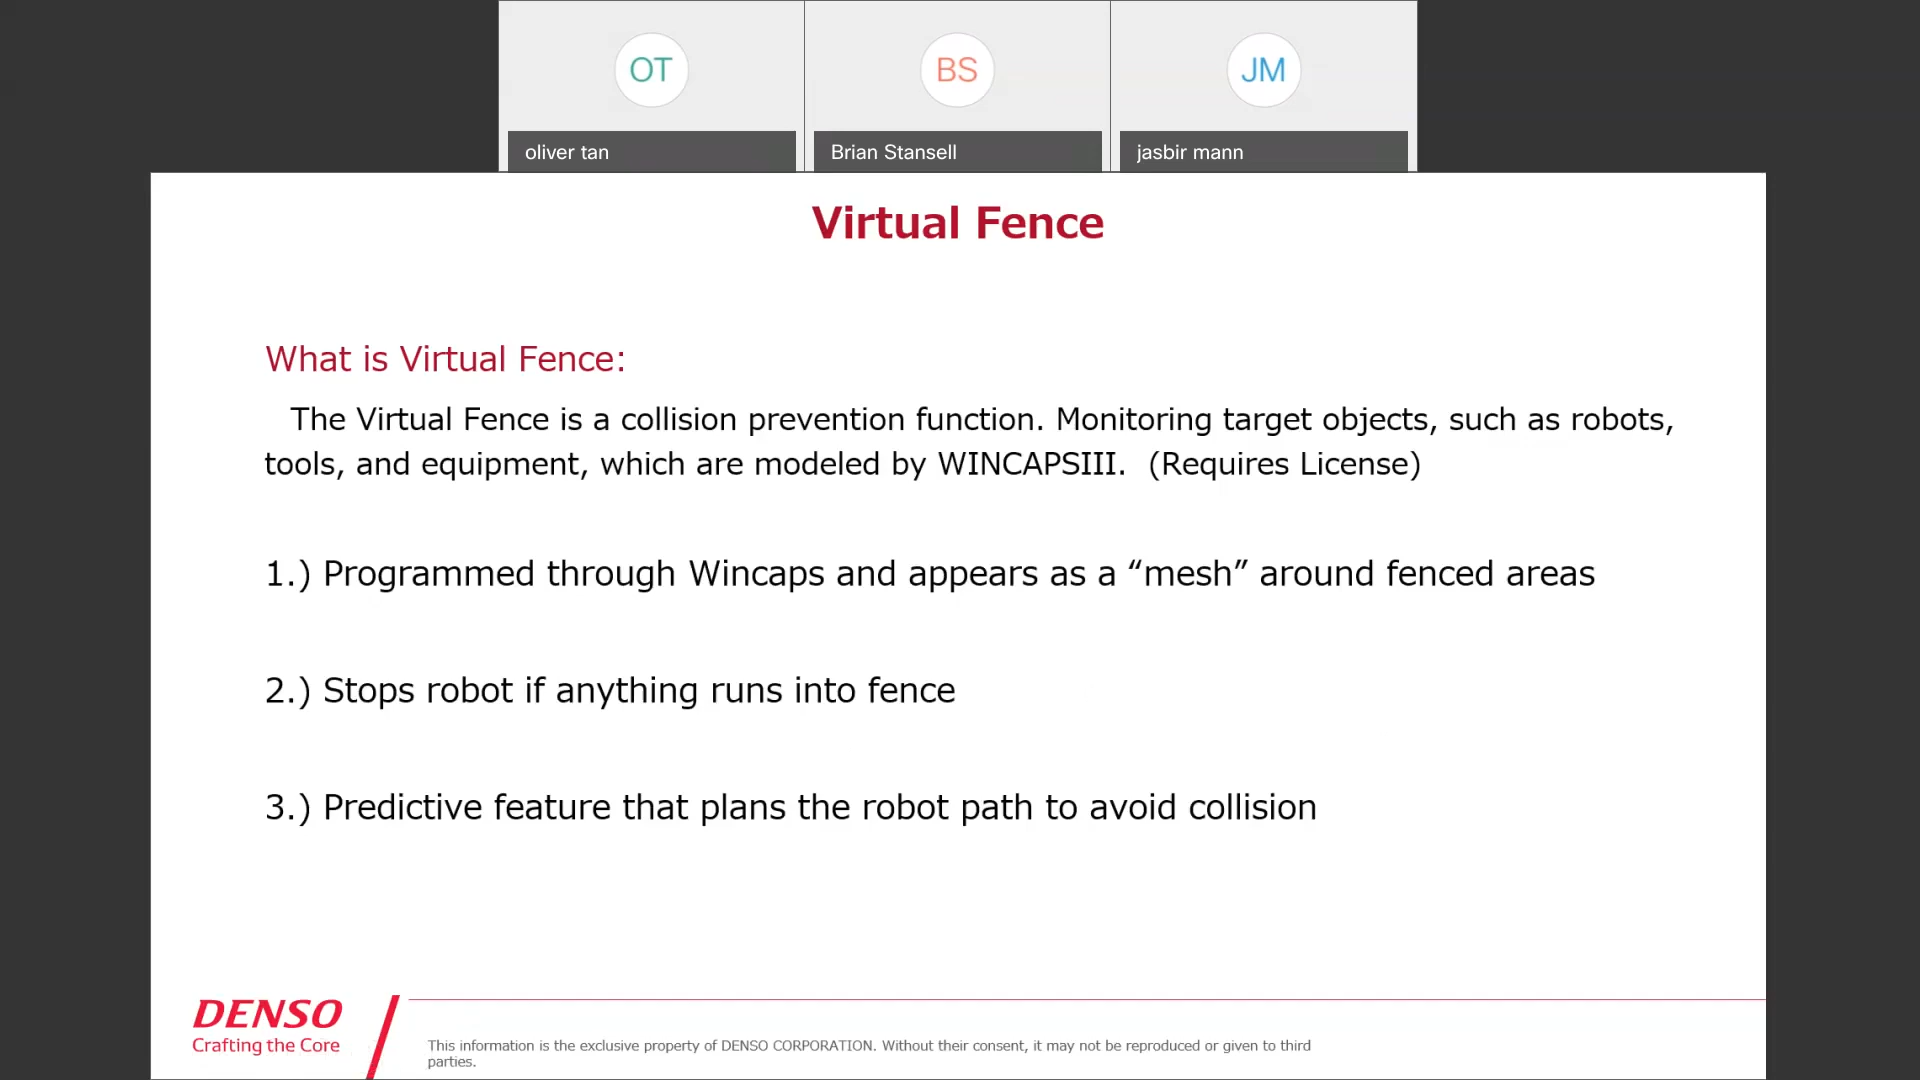 OT
BS
JM
oliver tan
Brian Stansell
jasbir mann
Virtual Fence
What is Virtual Fence:
The Virtual Fence is a collision prevention function. Monitoring target objects, such as robots,
tools, and equipment, which are modeled by WINCAPSIII.  (Requires License)
1.) Programmed through Wincaps and appears as a “mesh” around fenced areas
2.) Stops robot if anything runs into fence
3.) Predictive feature that plans the robot path to avoid collision
DENSO
Crafting the Core
This information is the exclusive property of DENSO CORPORATION. Without their consent, it may not be reproduced or given to third
parties.